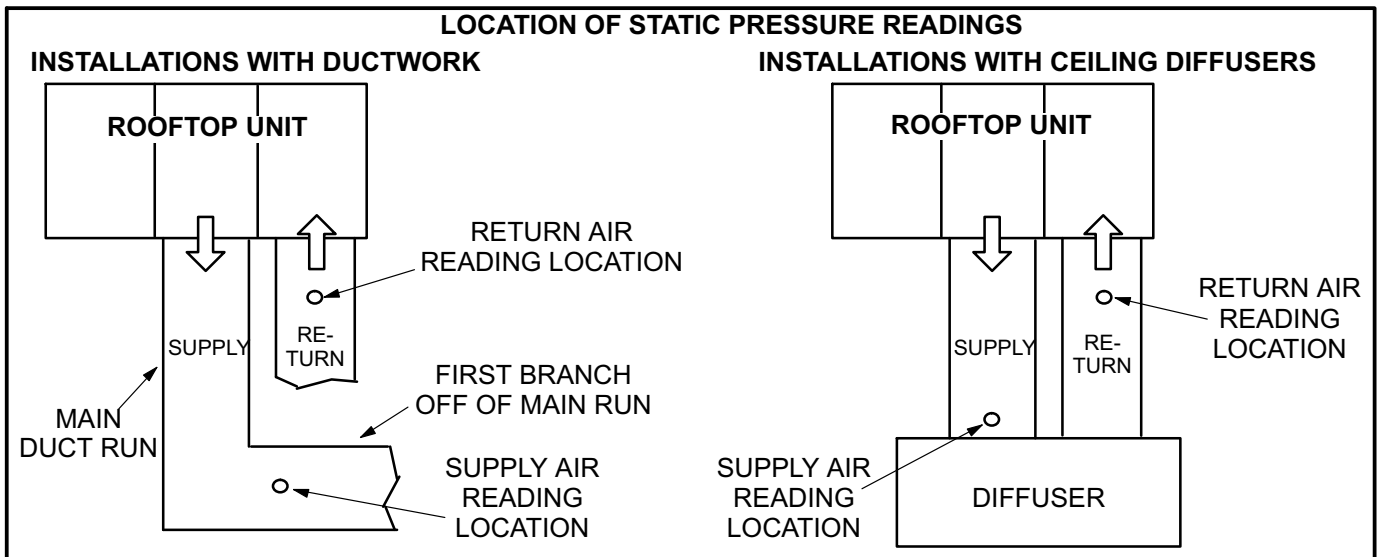 LOCATION OF STATIC PRESSURE READINGS
INSTALLATIONS WITH DUCTWORK
ROOFTOP UNIT
RETURN AIR
READING LOCATION
SUPPLY
RE-
TURN
FIRST BRANCH
OFF OF MAIN RUN
MAIN
DUCT RUN
SUPPLY AIR
READING
LOCATION
INSTALLATIONS WITH CEILING DIFFUSERS
ROOFTOP UNIT
RETURN AIR
READING
LOCATION
SUPPLY
RE-
TURN
SUPPLY AIR
READING
LOCATION
DIFFUSER